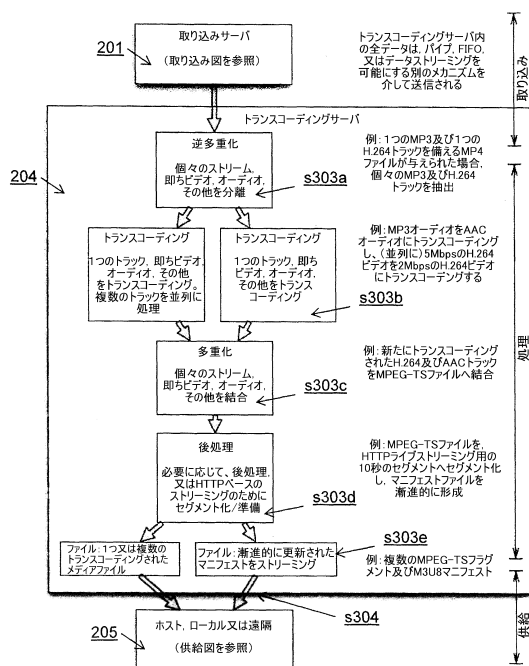 201
取り込みサーバ
(取り込み図を参照)
トランスコーディングサーバ内
の全データは，パイプ，FIFO，
又はデータストリーミングを
可能にする別のメカニズムを
介して送信される
取り込み
トランスコーディングサーバ
204
逆多重化
個々のストリーム，
即ちビデオ，オーディオ，
その他を分離
s303a
例：1つのMP3及び1つの
H.264トラックを備えるMP4
ファイルが与えられた場合，
個々のMP3及びH.264
トラックを抽出
トランスコーディング
1つのトラック，即ちビデオ，
オーディオ，その他
をトランスコーディング。
複数のトラックを並列に
処理
トランスコーディング
1つのトラック，即ちビ
デオ，オーディオ，そ
の他をトランス
コーディング
s303b
例：MP3オーディオをAAC
オーディオにトランスコーディング
し，（並列に）5MbpsのH.264
ビデオを2MbpsのH.264ビデオ
にトランスコーデングする
処理
多重化
個々のストリーム，
即ちビデオ，オーディオ，
その他を結合
s303c
例：新たにトランスコーディング
されたH.264及びAACトラック
をMPEG-TSファイルへ結合
後処理
必要に応じて，後処理，
又はHTTPベースの
ストリーミングのために
セグメント化/準備
s303d
例：MPEG-TSファイルを，
HTTPライブストリーミング用の
10秒のセグメントへセグメント化
し，マニフェストファイルを
漸進的に形成
s303e
ファイル：1つ又は複数の
トランスコーディングされた
メディアファイル
ファイル：漸進的に更新された
マニフェストをストリーミング
例：複数のMPEG-TSフラグ
メント及びM3U8マニフェスト
s304
供給
205
ホスト，ローカル又は遠隔
(供給図を参照)